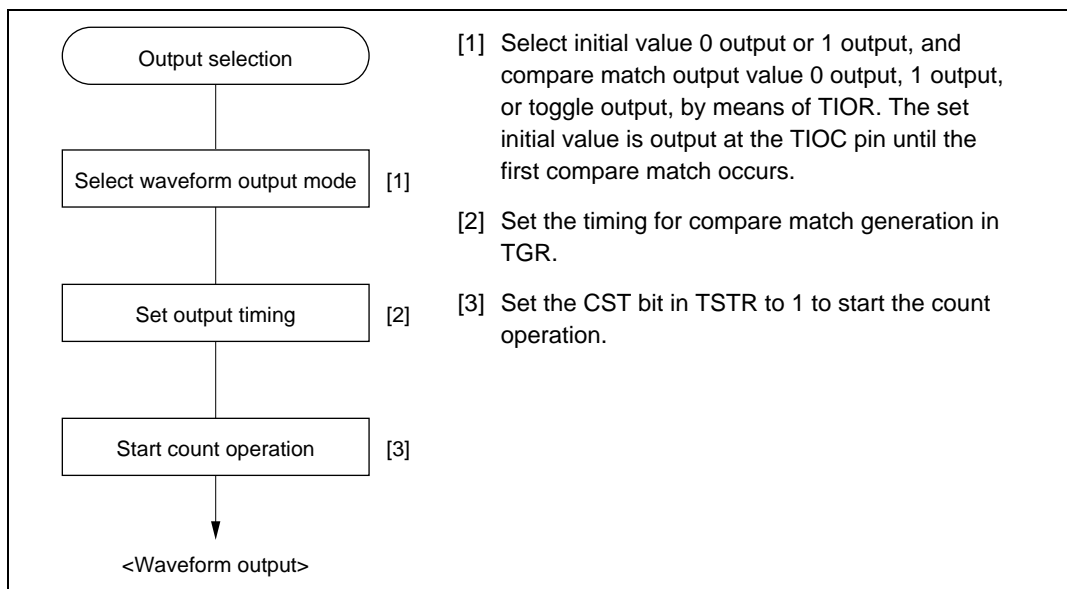 Output selection
Select waveform output mode [1]
Set output timing [2]
Start count operation [3]
<Waveform output>
[1] Select initial value 0 output or 1 output, and
compare match output value 0 output, 1 output,
or toggle output, by means of TIOR. The set
initial value is output at the TIOC pin until the
first compare match occurs.
[2] Set the timing for compare match generation in
TGR.
[3] Set the CST bit in TSTR to 1 to start the count
operation.